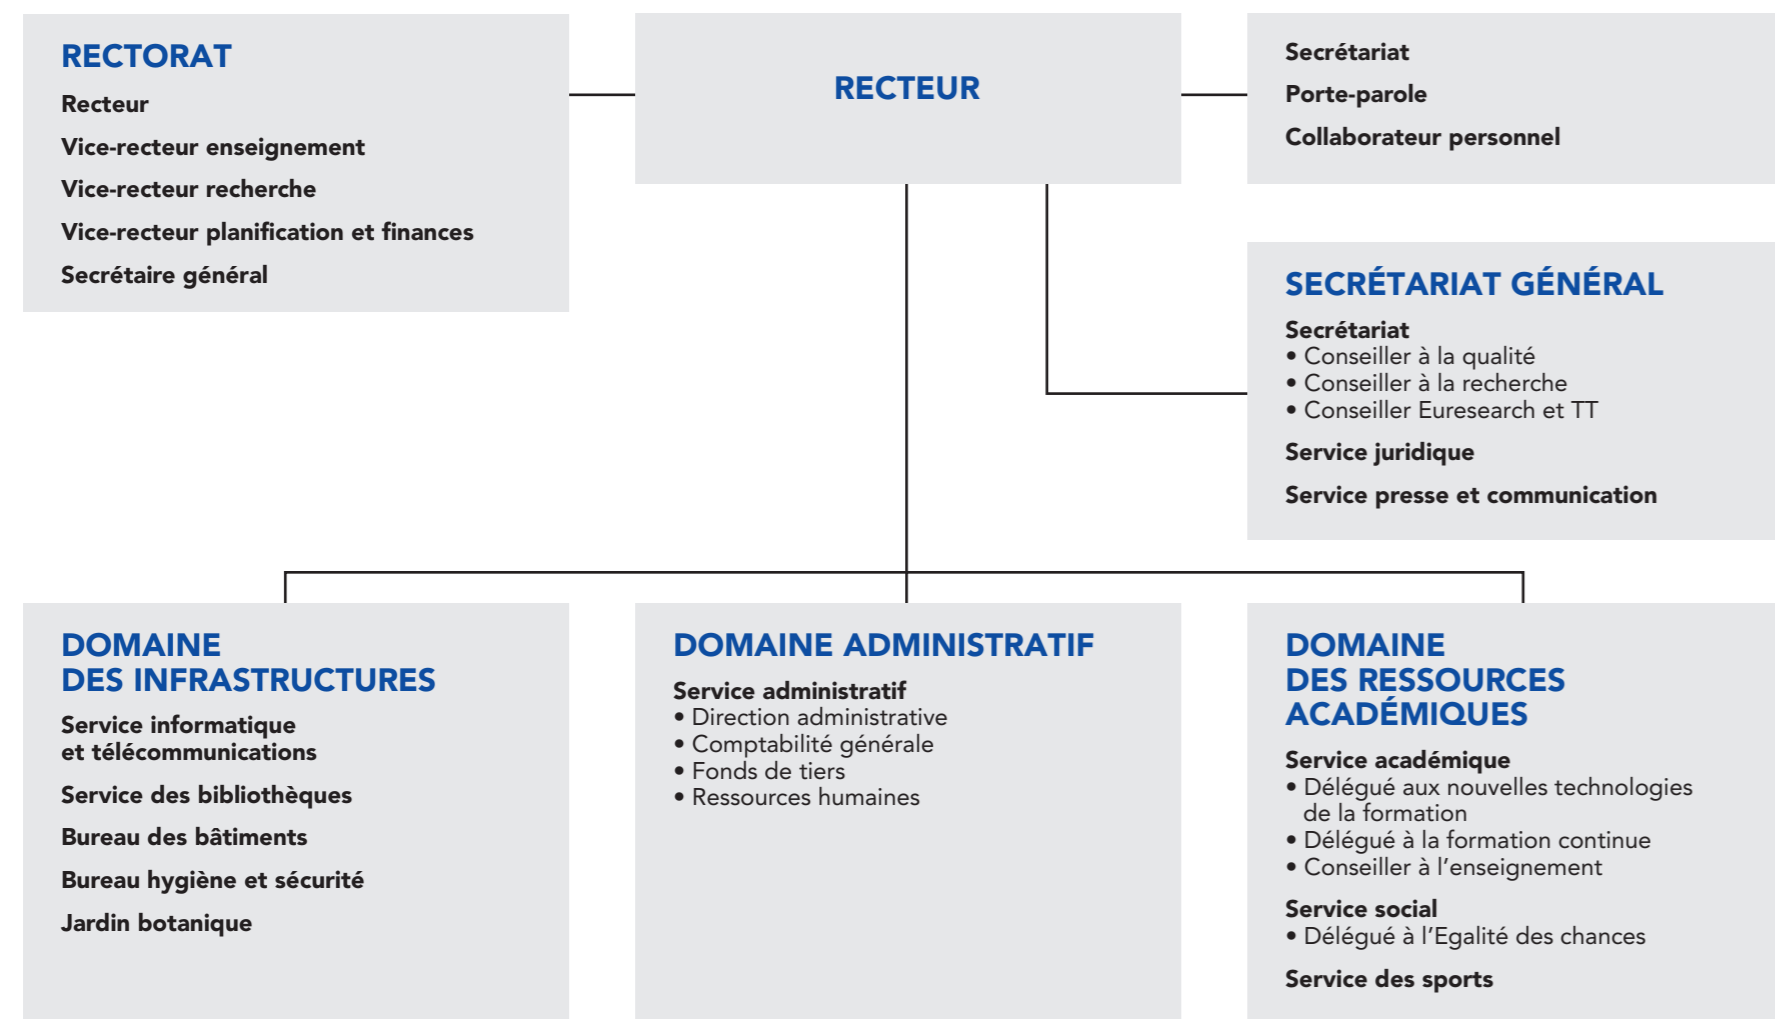 RECTORAT
Recteur
Vice-recteur enseignement
Vice-recteur recherche
Vice-recteur planification et finances
Secrétaire général
RECTEUR
Secrétariat
Porte-parole
Collaborateur personnel
SECRÉTARIAT GÉNÉRAL
Secrétariat
• Conseiller à la qualité
• Conseiller à la recherche
• Conseiller Euresearch et TT
Service juridique
Service presse et communication
DOMAINE
DES INFRASTRUCTURES
Service informatique
et télécommunications
Service des bibliothèques
Bureau des bâtiments
Bureau hygiène et sécurité
Jardin botanique
DOMAINE ADMINISTRATIF
Service administratif
• Direction administrative
• Comptabilité générale
• Fonds de tiers
• Ressources humaines
DOMAINE
DES RESSOURCES
ACADÉMIQUES
Service académique
• Délégué aux nouvelles technologies
de la formation
• Délégué à la formation continue
• Conseiller à l’enseignement
Service social
• Délégué à l’Egalité des chances
Service des sports